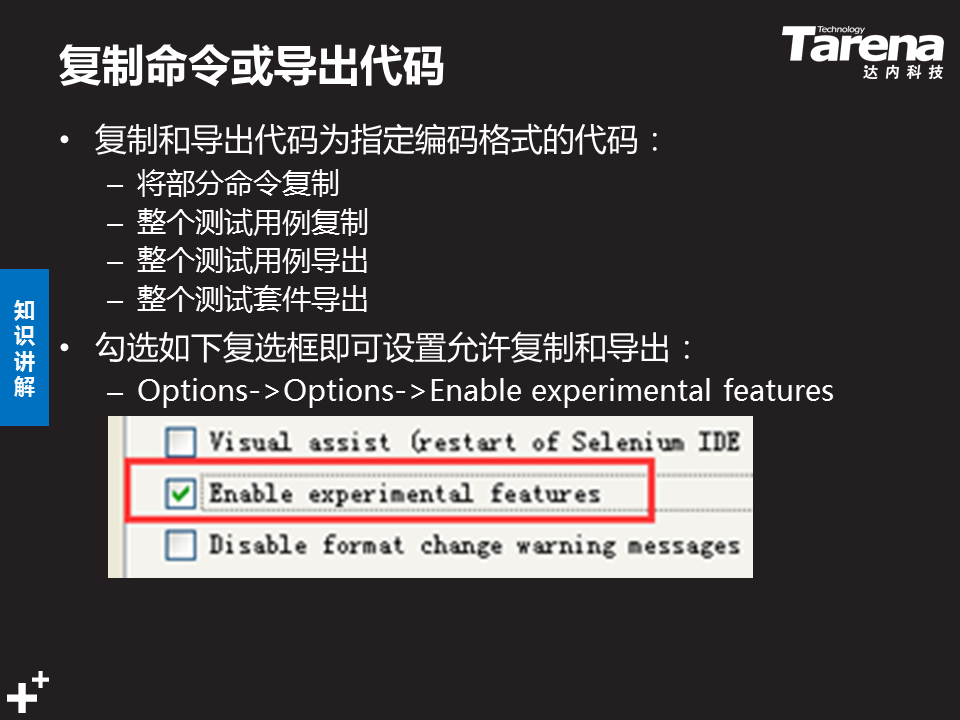 复制命令或导出代码
Technology
Tarena
达内科技
• 复制和导出代码为指定编码格式的代码：
– 将部分命令复制
– 整个测试用例复制
– 整个测试用例导出
– 整个测试套件导出
知识讲解
• 勾选如下复选框即可设置允许复制和导出：
– Options->Options->Enable experimental features
Visual assist (restart of Selenium IDE
Enable experimental features
Disable format change warning messages